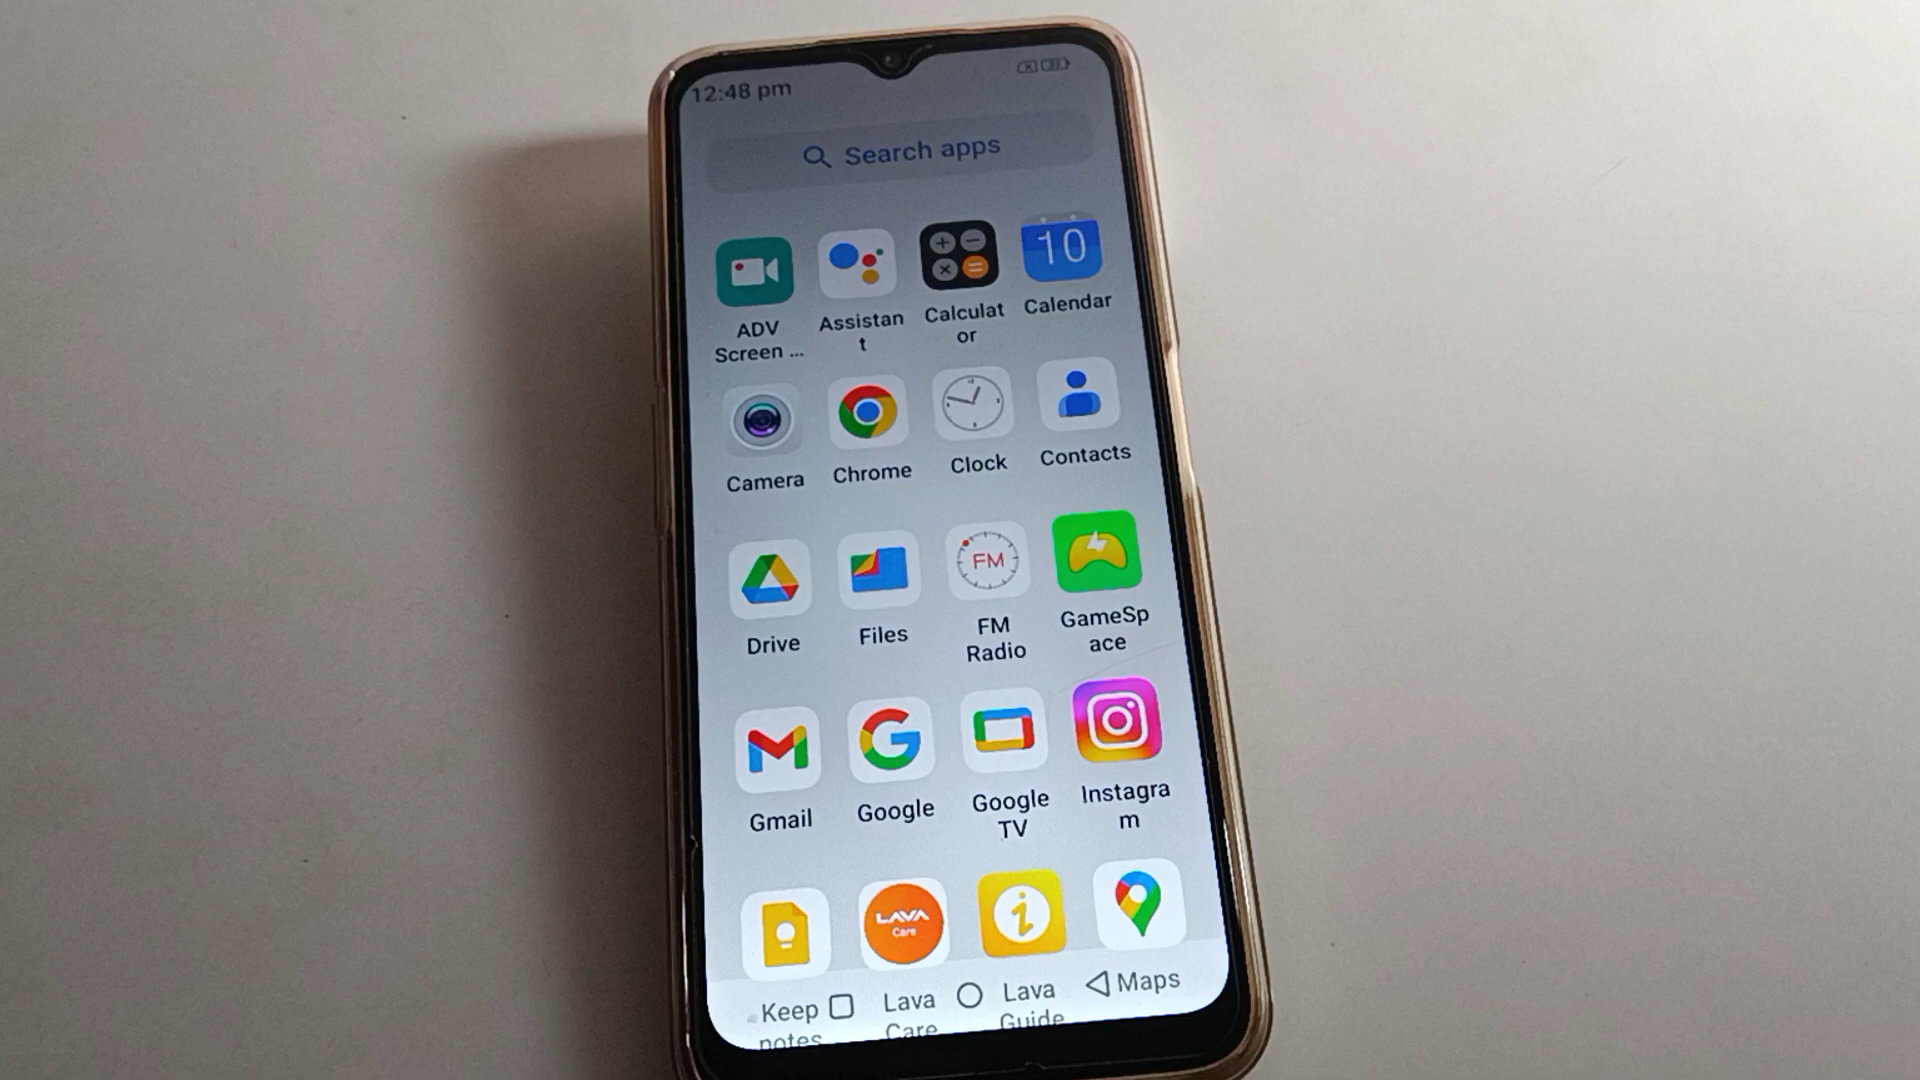 12:48 pm
Search apps
10
ADV
Screen ...
Assistan
t
Calculat
or
Calendar
Camera
Chrome
Clock
Contacts
FM
Drive
Files
FM
Radio
GameSp
ace
Gmail
Google
Google
TV
Instagra
m
LAVA
Care
i
Keep
notes
Lava
Care
Lava
Guide
Maps